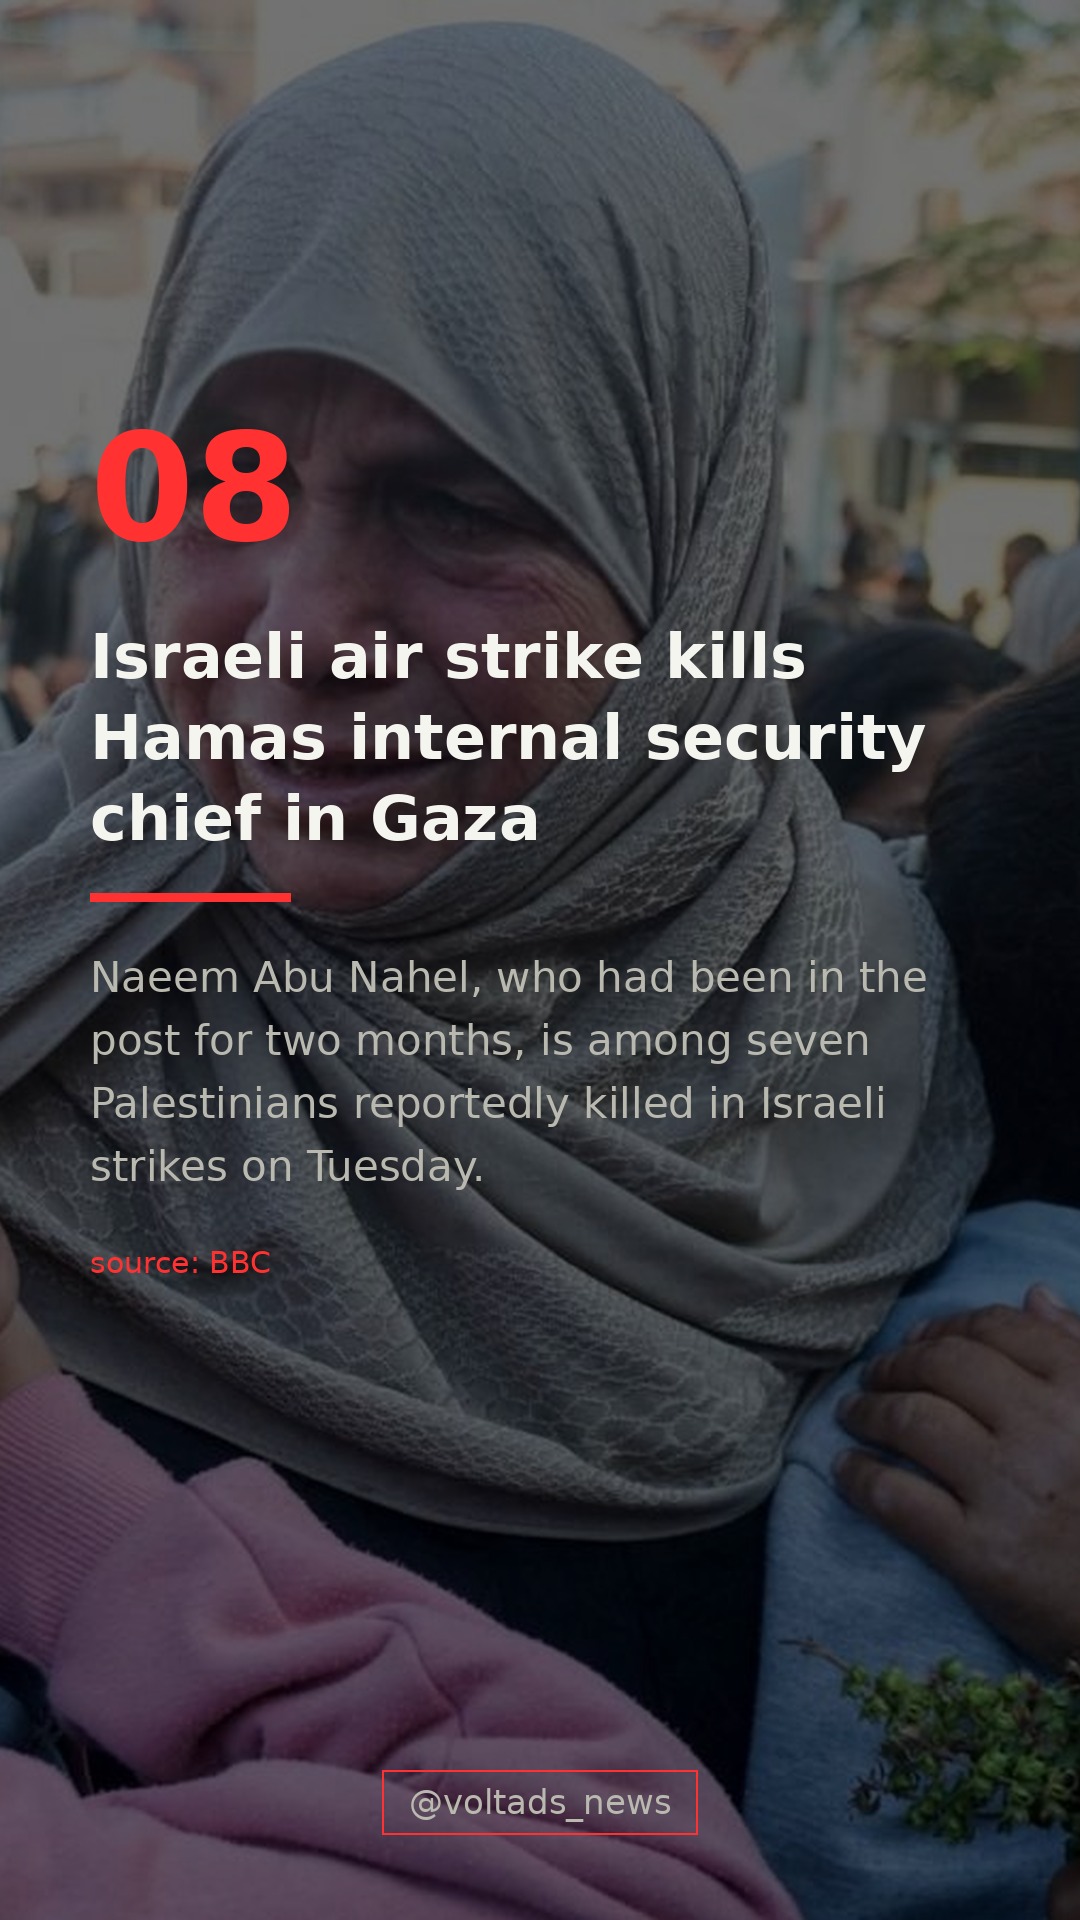 08
Israeli air strike kills
Hamas internal security
chief in Gaza
Naeem Abu Nahel, who had been in the
post for two months, is among seven
Palestinians reportedly killed in Israeli
strikes on Tuesday.
source: BBC
@voltads_news